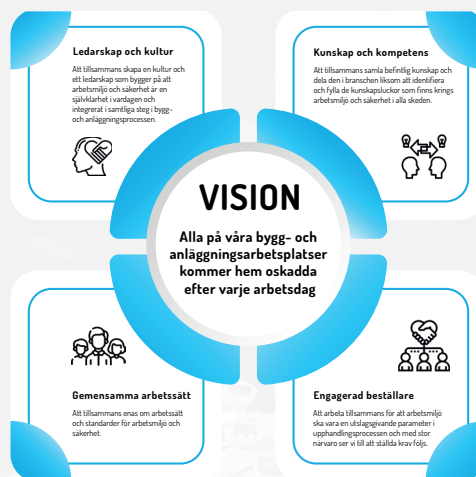 Ledarskap och kultur
Att tillsammans skapa en kultur och
ett ledarskap som bygger på att
arbetsmiljö och säkerhet är en
självklarhet i vardagen och
integrerat i samtliga steg i bygg-
och anläggningsprocessen.
Kunskap och kompetens
Att tillsammans samla befintlig kunskap och
dela den i branschen liksom att identifiera
och fylla de kunskapsluckor som finns kring
arbetsmiljö och säkerhet i alla skeden.
VISION
Alla på våra bygg- och
anläggningsarbetsplatser
kommer hem oskadda
efter varje arbetsdag
Gemensamma arbetssätt
Att tillsammans enas om arbetssätt
och standarder för arbetsmiljö och
säkerhet.
Engagerad beställare
Att arbeta tillsammans för att arbetsmiljö
ska vara en utslagsgivande parameter i
upphandlingsprocessen och med stor
närvaro ser vi till att ställda krav följs.